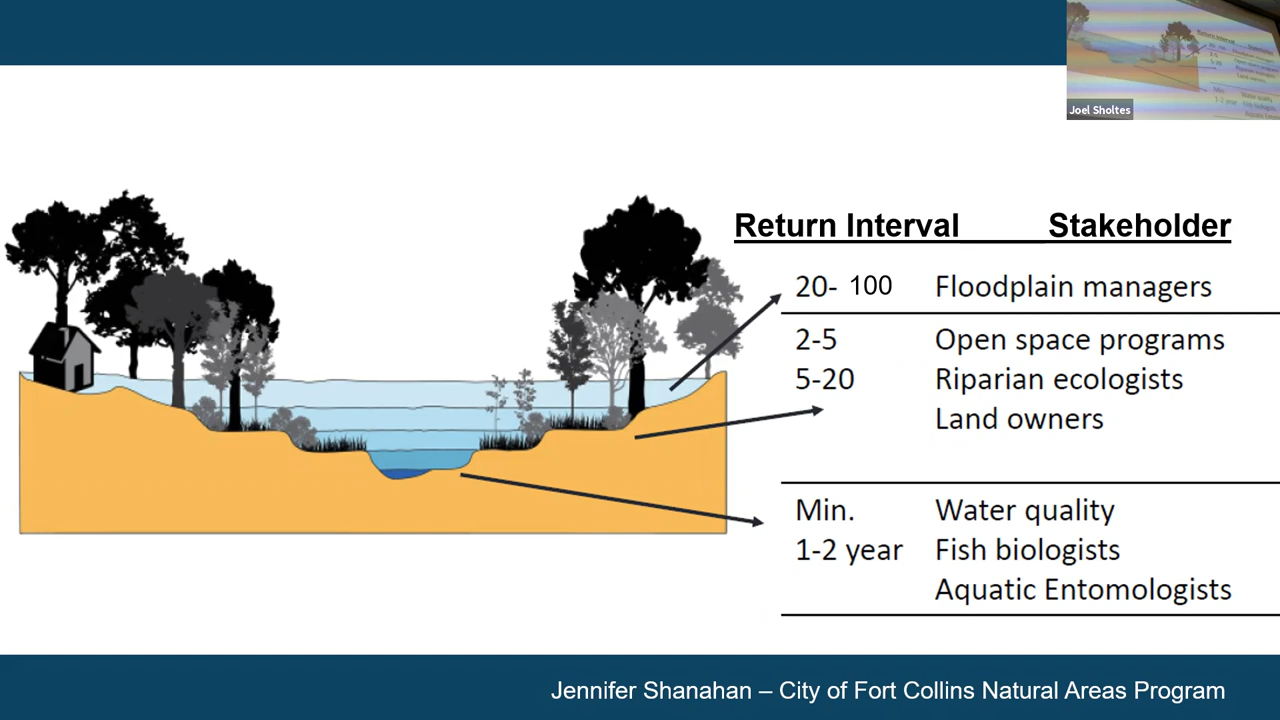 Joel Sholtes
Return Interval Stakeholder
20- 100 Floodplain managers
2-5 Open space programs
5-20 Riparian ecologists
Land owners
Min. Water quality
1-2 year Fish biologists
Aquatic Entomologists
Jennifer Shanahan – City of Fort Collins Natural Areas Program